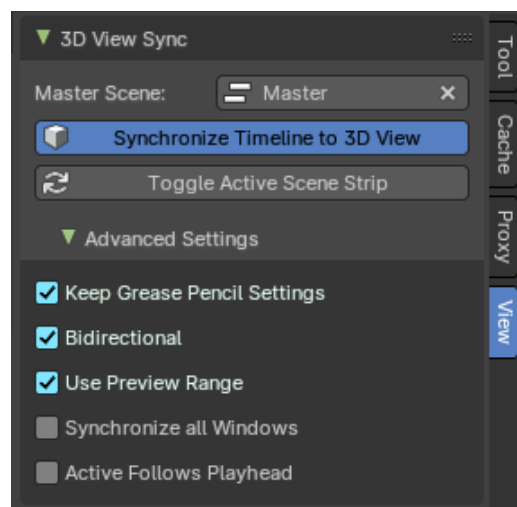 3D View Sync
Master Scene: Master
Synchronize Timeline to 3D View
Toggle Active Scene Strip
Advanced Settings
Keep Grease Pencil Settings
Bidirectional
Use Preview Range
Synchronize all Windows
Active Follows Playhead
Tool
Cache
Proxy
View